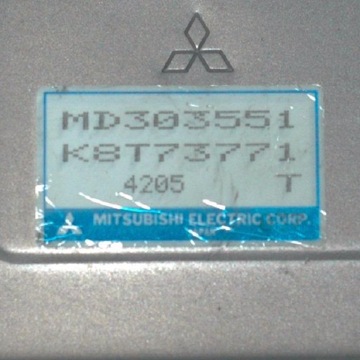 MD303551
K8T73771
4205 T
MITSUBISHI ELECTRIC CORP.
JAPAN